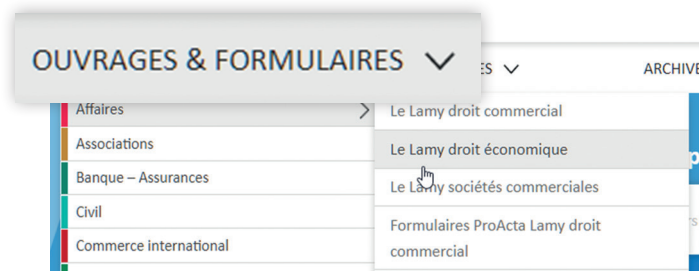 OUVRAGES & FORMULAIRES
ARCHIVE
Affaires
Associations
Banque – Assurances
Civil
Commerce international
Le Lamy droit commercial
Le Lamy droit économique
Le Lamy sociétés commerciales
Formulaires ProActa Lamy droit
commercial